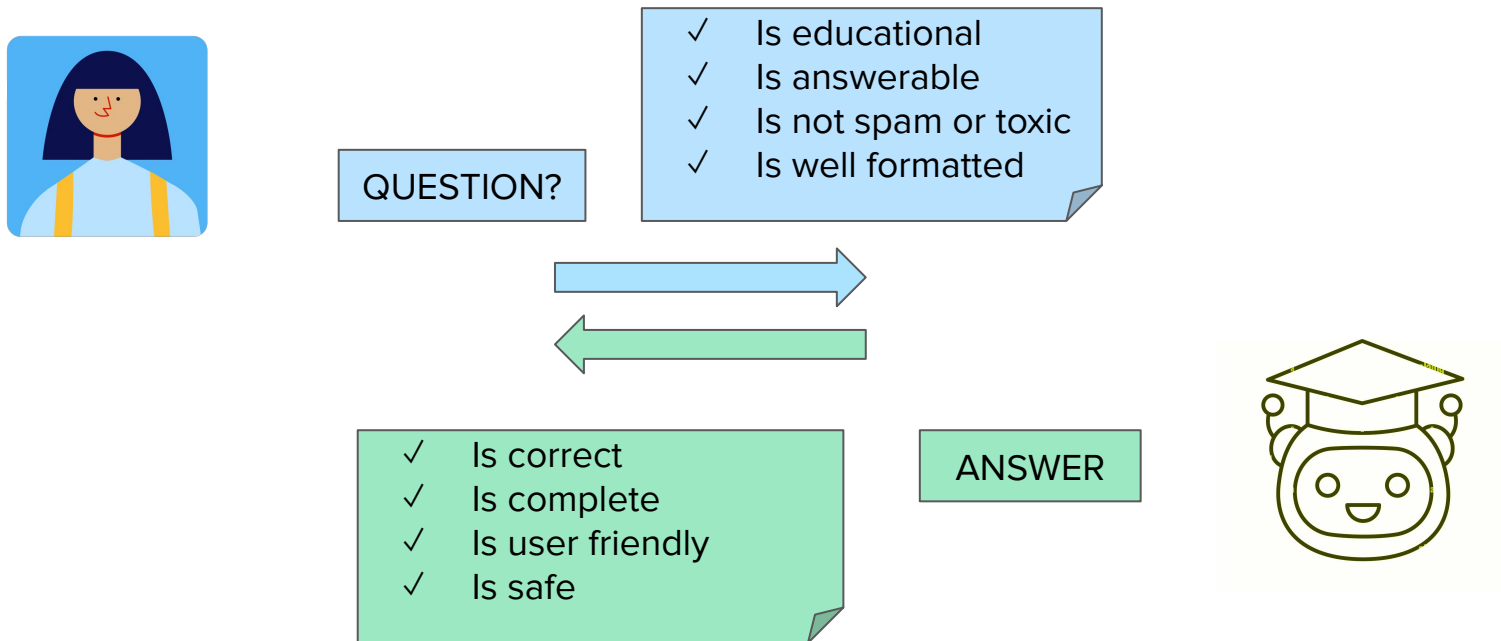 ✓ Is educational
✓ Is answerable
✓ Is not spam or toxic
✓ Is well formatted
QUESTION?
✓ Is correct
✓ Is complete
✓ Is user friendly
✓ Is safe
ANSWER